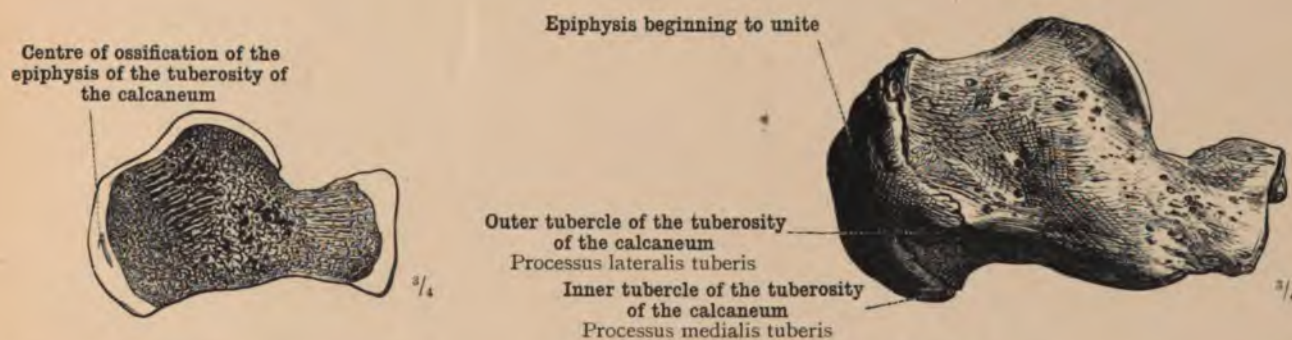 Centre of ossification of the
epiphysis of the tuberosity of
the calcaneum
3/4
Epiphysis beginning to unite
Outer tubercle of the tuberosity
of the calcaneum
Processus lateralis tuberis
Inner tubercle of the tuberosity
of the calcaneum
Processus medialis tuberis